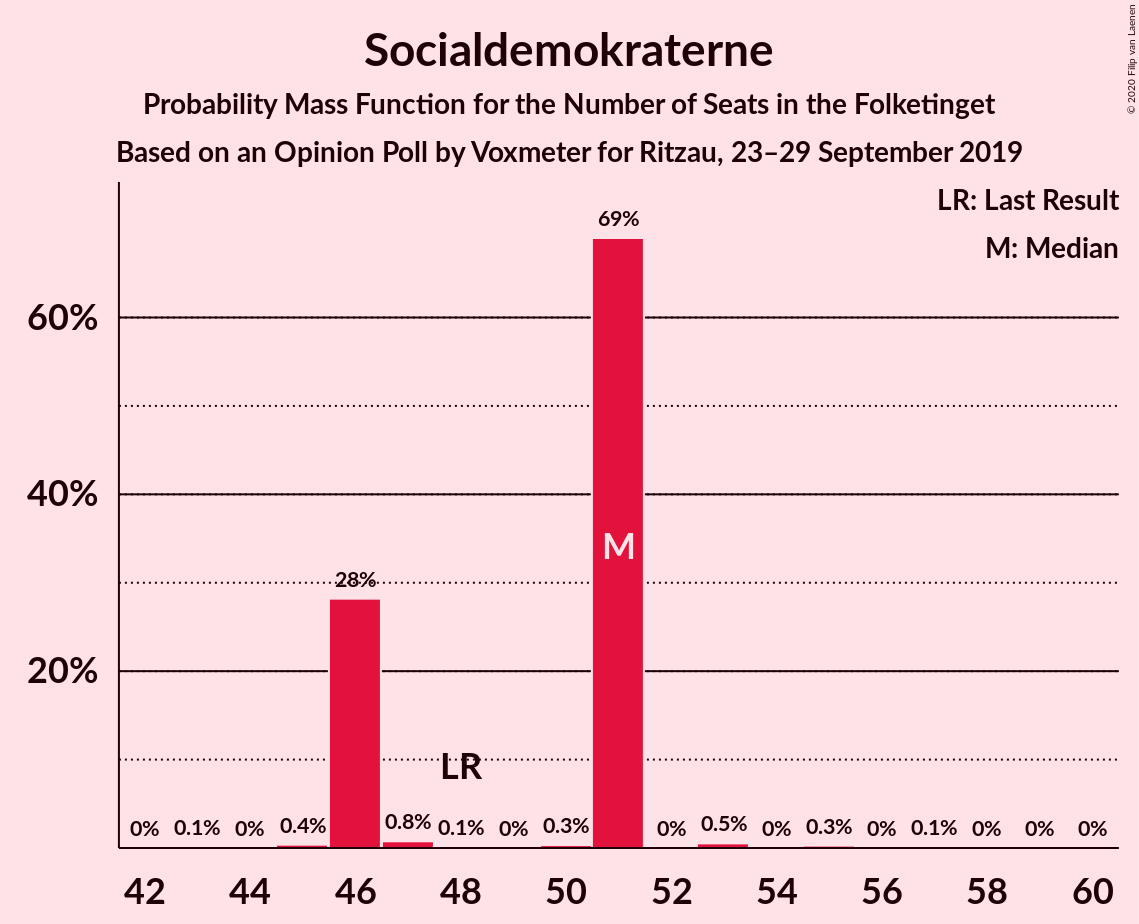 Socialdemokraterne
Probability Mass Function for the Number of Seats in the Folketinget
Based on an Opinion Poll by Voxmeter for Ritzau, 23–29 September 2019
© 2020 Filip van Laenen
LR: Last Result
M: Median
69%
60%
M
40%
28%
20%
LR
0% 0.1% 0% 0.4% 0.8% 0.1% 0% 0.3% 0% 0.5% 0% 0.3% 0% 0.1% 0% 0% 0%
42 44 46 48 50 52 54 56 58 60